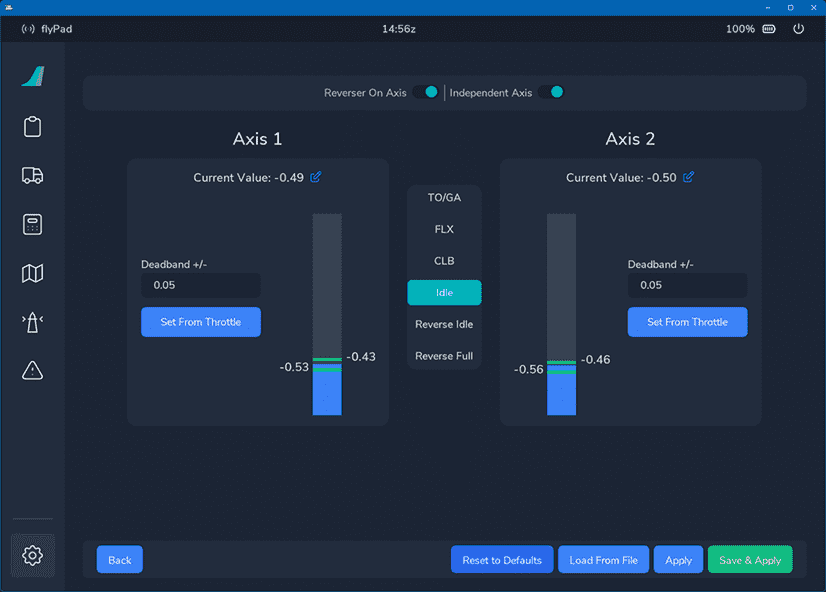 flyPad
14:56z
100%
Reverser On Axis
Independent Axis
Axis 1
Axis 2
Current Value: -0.49
Current Value: -0.50
TO/GA
FLX
CLB
Idle
Reverse Idle
Reverse Full
Deadband +/-
0.05
Set From Throttle
-0.53
-0.43
-0.56
-0.46
Deadband +/-
0.05
Set From Throttle
Back
Reset to Defaults
Load From File
Apply
Save & Apply